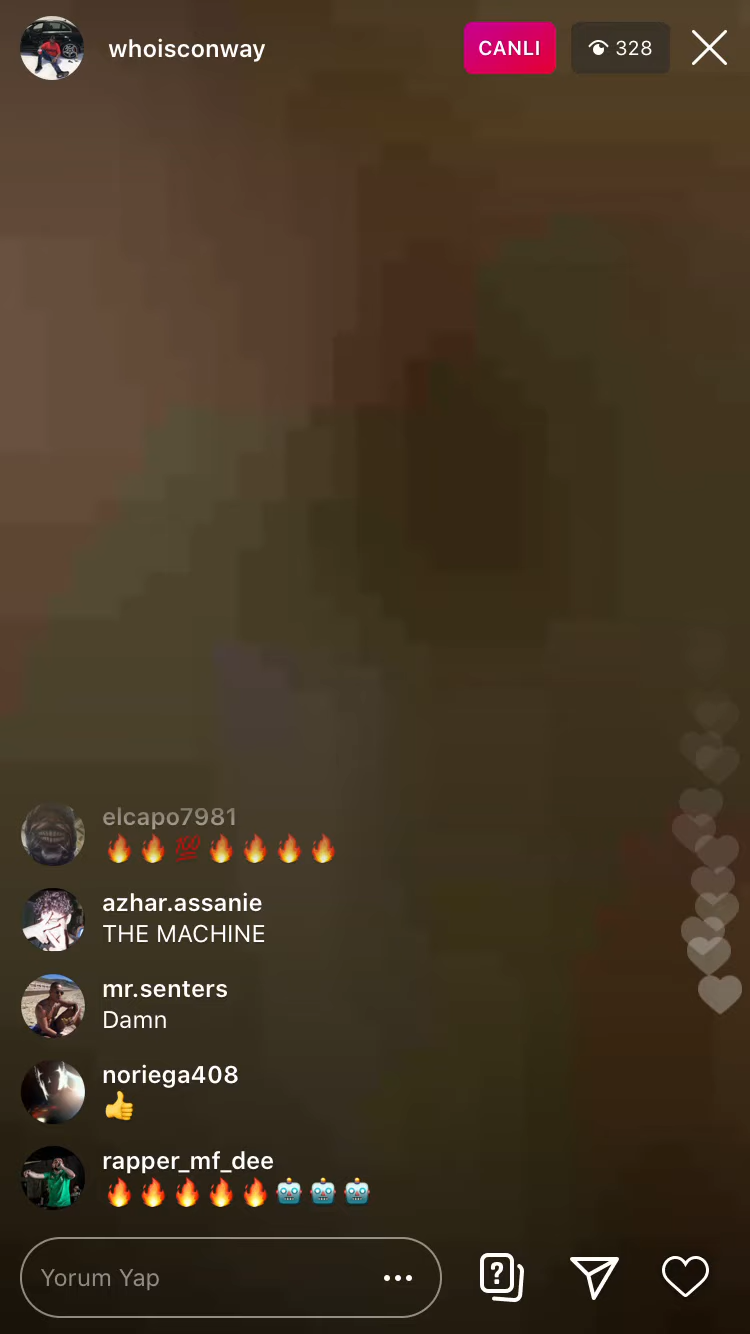 whoisconway
CANLI
328
elcapo7981
🔥🔥💯🔥🔥🔥🔥
azhar.assanie
THE MACHINE
mr.senters
Damn
noriega408
👍
rapper_mf_dee
🔥🔥🔥🔥🔥🤖🤖🤖
Yorum Yap